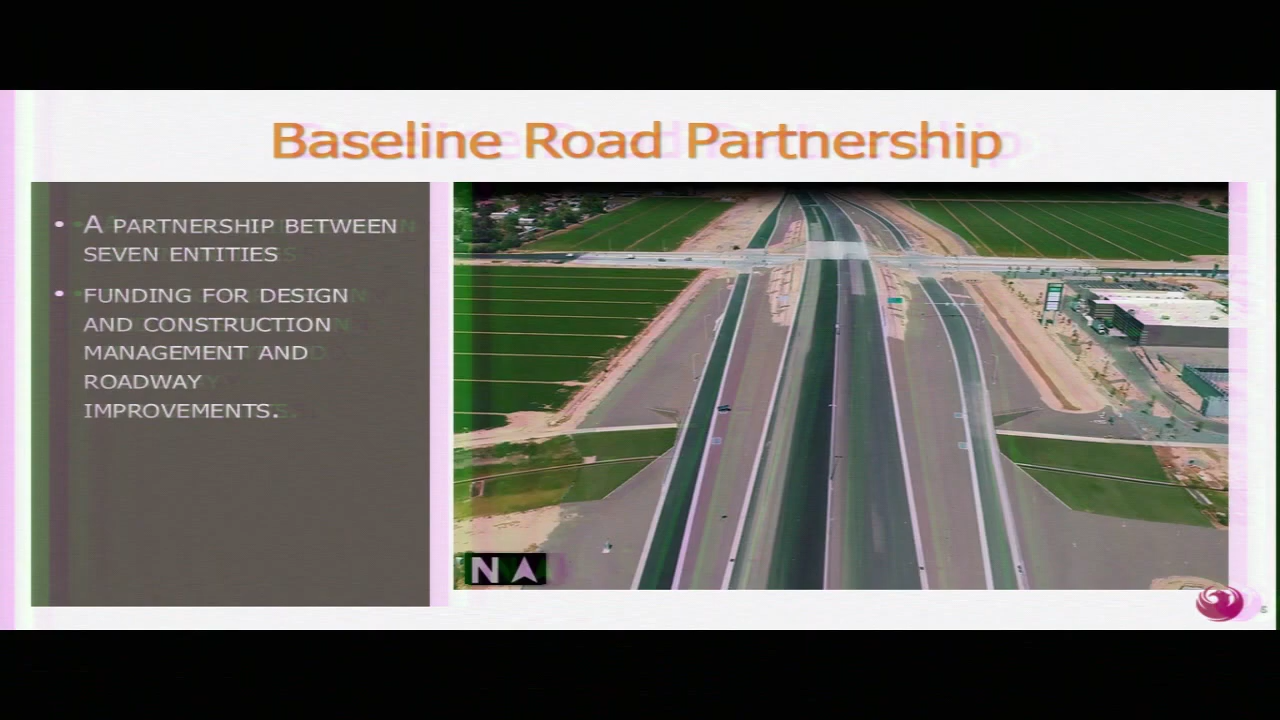 Baseline Road Partnership
• A PARTNERSHIP BETWEEN
SEVEN ENTITIES
• FUNDING FOR DESIGN
AND CONSTRUCTION
MANAGEMENT AND
ROADWAY
IMPROVEMENTS.
N